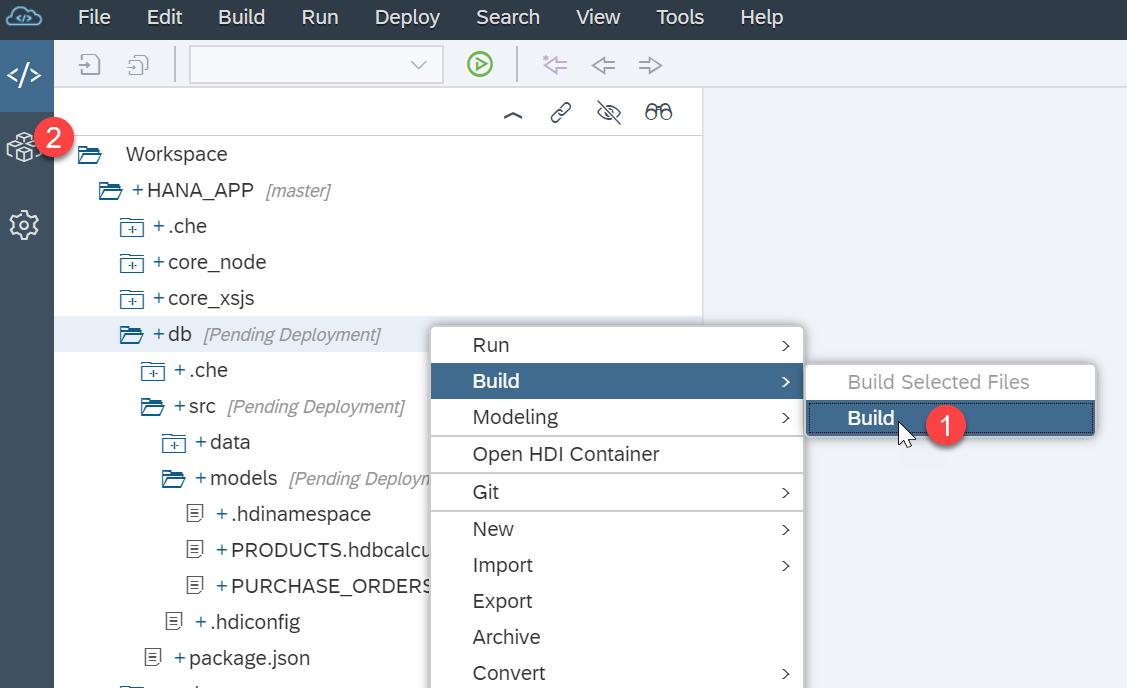 File Edit Build Run Deploy Search View Tools Help
2
Workspace
+ HANA_APP [master]
+ .che
+ core_node
+ core_xsjs
+ db [Pending Deployment]
+ .che
+ src [Pending Deployment]
+ data
+ models [Pending Deployn
+ .hdinamespace
+ PRODUCTS.hdbcalcu
+ PURCHASE_ORDERS
+ .hdiconfig
+ package.json
Run >
Build >
Modeling >
Open HDI Container
Git >
New >
Import >
Export
Archive
Convert >
Build Selected Files
Build 1